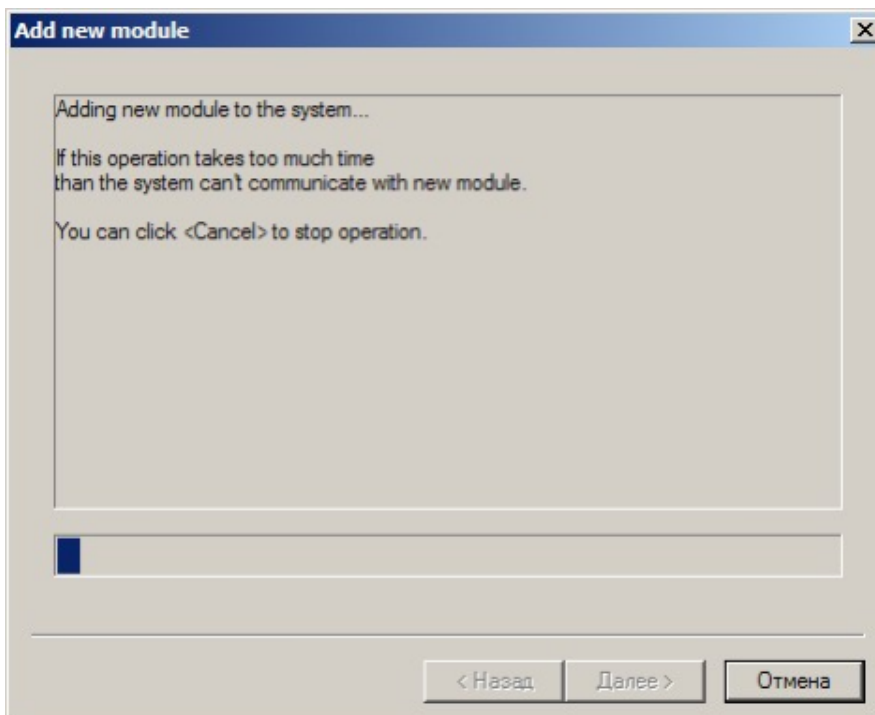 Add new module
Adding new module to the system...
If this operation takes too much time
than the system can't communicate with new module.
You can click <Cancel> to stop operation.
< Назад
Далее >
Отмена